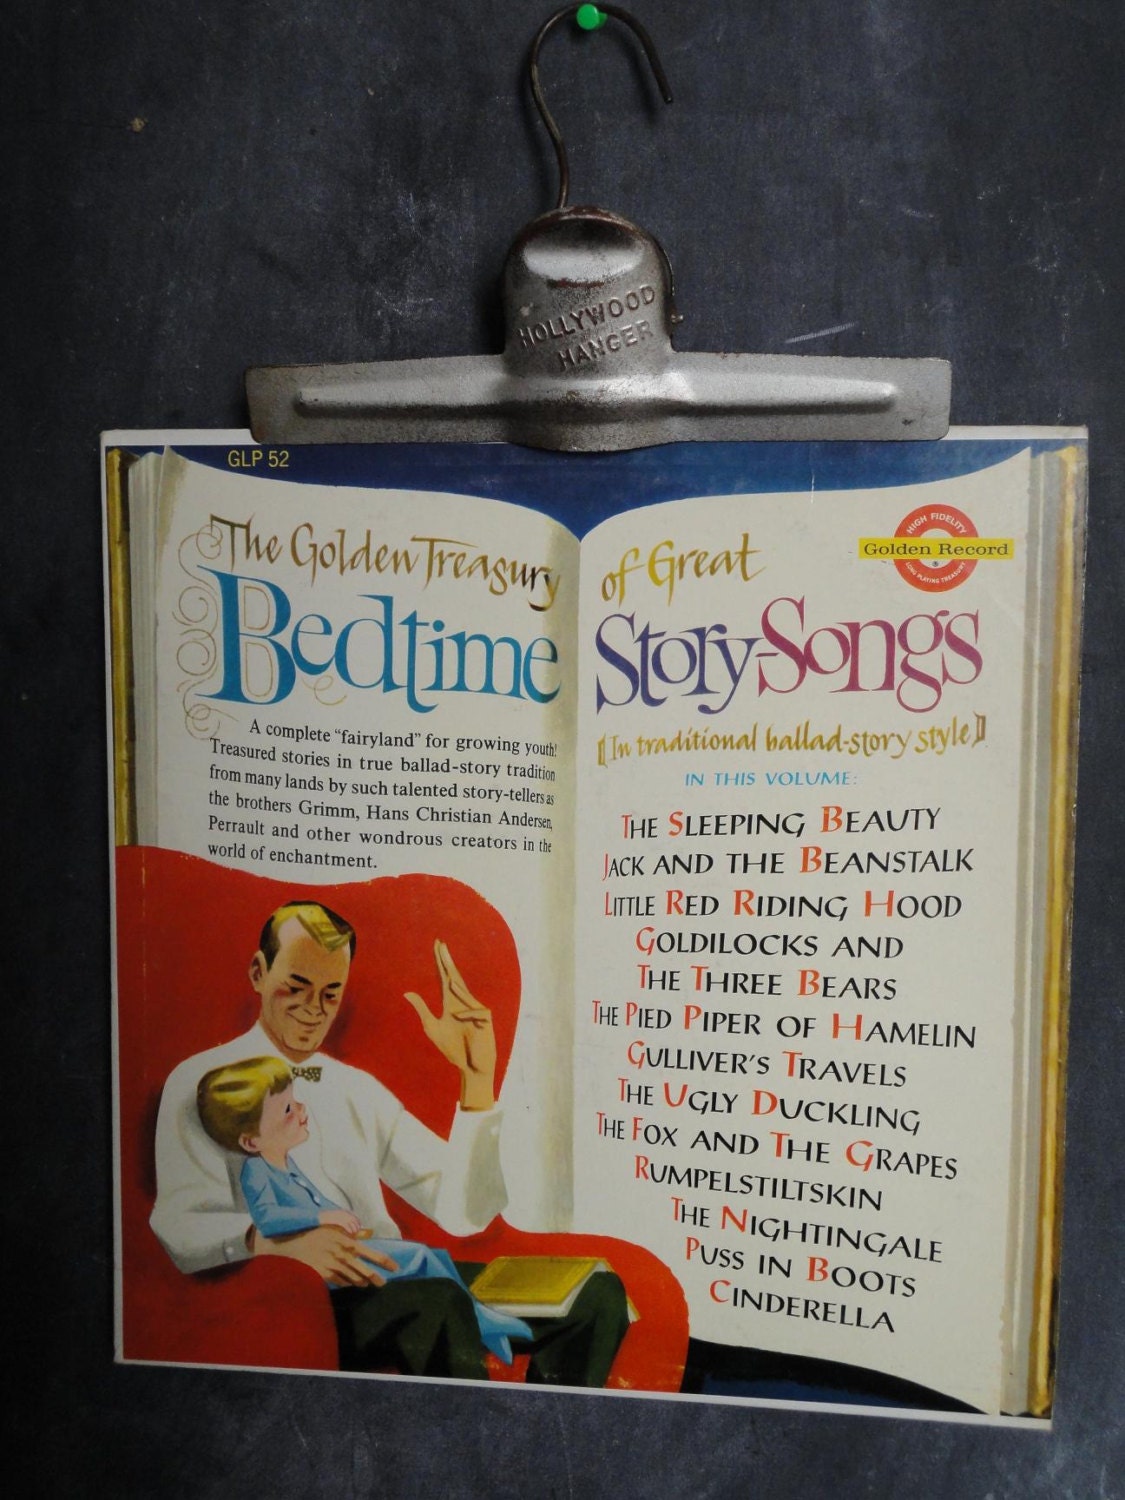 HOLLYWOOD
HANGER
GLP 52
The Golden Treasury of Great
Bedtime Story-Songs
[In traditional ballad-story style]
HIGH FIDELITY
Golden Record
®
LONG PLAYING TREASURY
A complete "fairyland" for growing youth!
Treasured stories in true ballad-story tradition
from many lands by such talented story-tellers as
the brothers Grimm, Hans Christian Andersen,
Perrault and other wondrous creators in the
world of enchantment.
IN THIS VOLUME:
THE SLEEPING BEAUTY
JACK AND THE BEANSTALK
LITTLE RED RIDING HOOD
GOLDILOCKS AND
THE THREE BEARS
THE PIED PIPER OF HAMELIN
GULLIVER'S TRAVELS
THE UGLY DUCKLING
THE FOX AND THE GRAPES
RUMPELSTILTSKIN
THE NIGHTINGALE
PUSS IN BOOTS
CINDERELLA